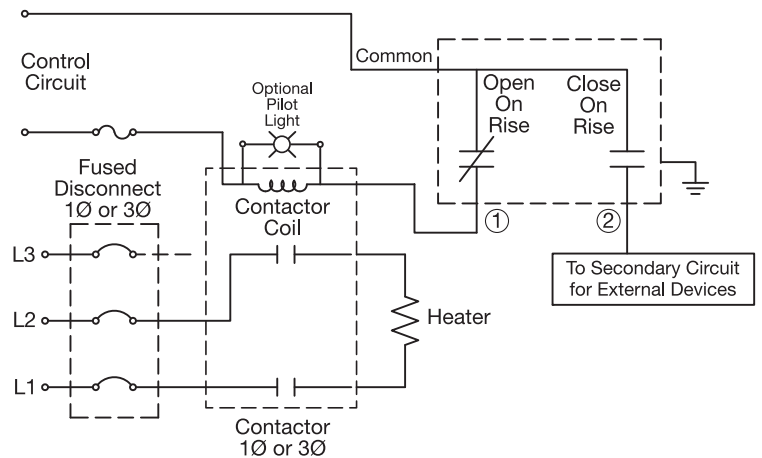 Control
Circuit
Common
Open
On
Rise
Close
On
Rise
Optional
Pilot
Light
Fused
Disconnect
1Ø or 3Ø
Contactor
Coil
①
②
L3
To Secondary Circuit
for External Devices
L2
Heater
L1
Contactor
1Ø or 3Ø